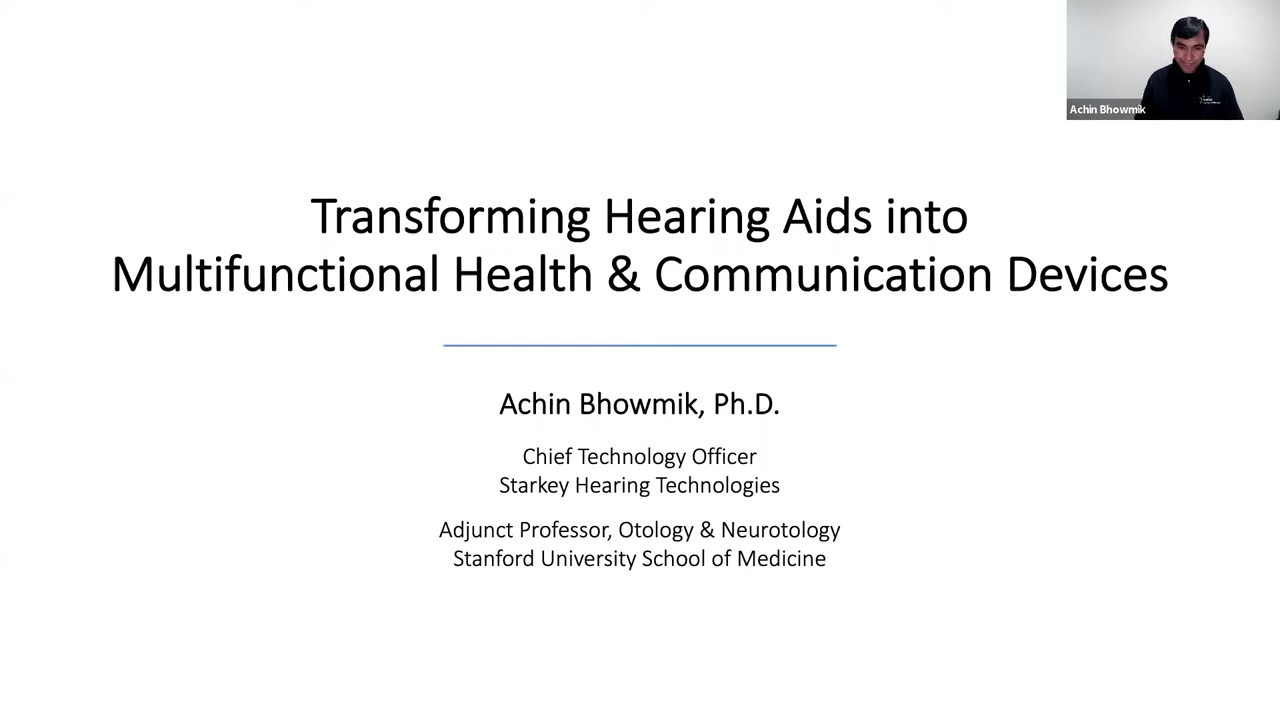 Achin Bhowmik
Transforming Hearing Aids into
Multifunctional Health & Communication Devices
Achin Bhowmik, Ph.D.
Chief Technology Officer
Starkey Hearing Technologies
Adjunct Professor, Otology & Neurotology
Stanford University School of Medicine